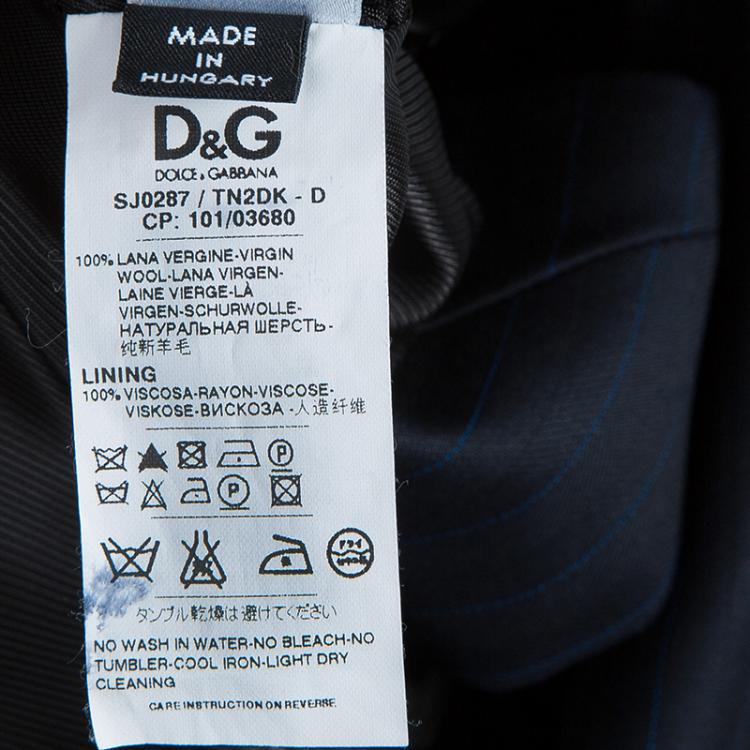 MADE
IN
HUNGARY
D&G
DOLCE & GABBANA
SJ0287 / TN2DK - D
CP: 101/03680
100% LANA VERGINE-VIRGIN
WOOL-LANA VIRGEN-
LAINE VIERGE-LÀ
VIRGEN-SCHURWOLLE-
НАТУРАЛЬНАЯ ШЕРСТЬ-
纯新羊毛
LINING
100% VISCOSA-RAYON-VISCOSE-
VISKOSE-ВИСКОЗА -人造纤维
P
P
ドライ
タンブル乾燥は避けてください
NO WASH IN WATER-NO BLEACH-NO
TUMBLER-COOL IRON-LIGHT DRY
CLEANING
CARE INSTRUCTION ON REVERSE.